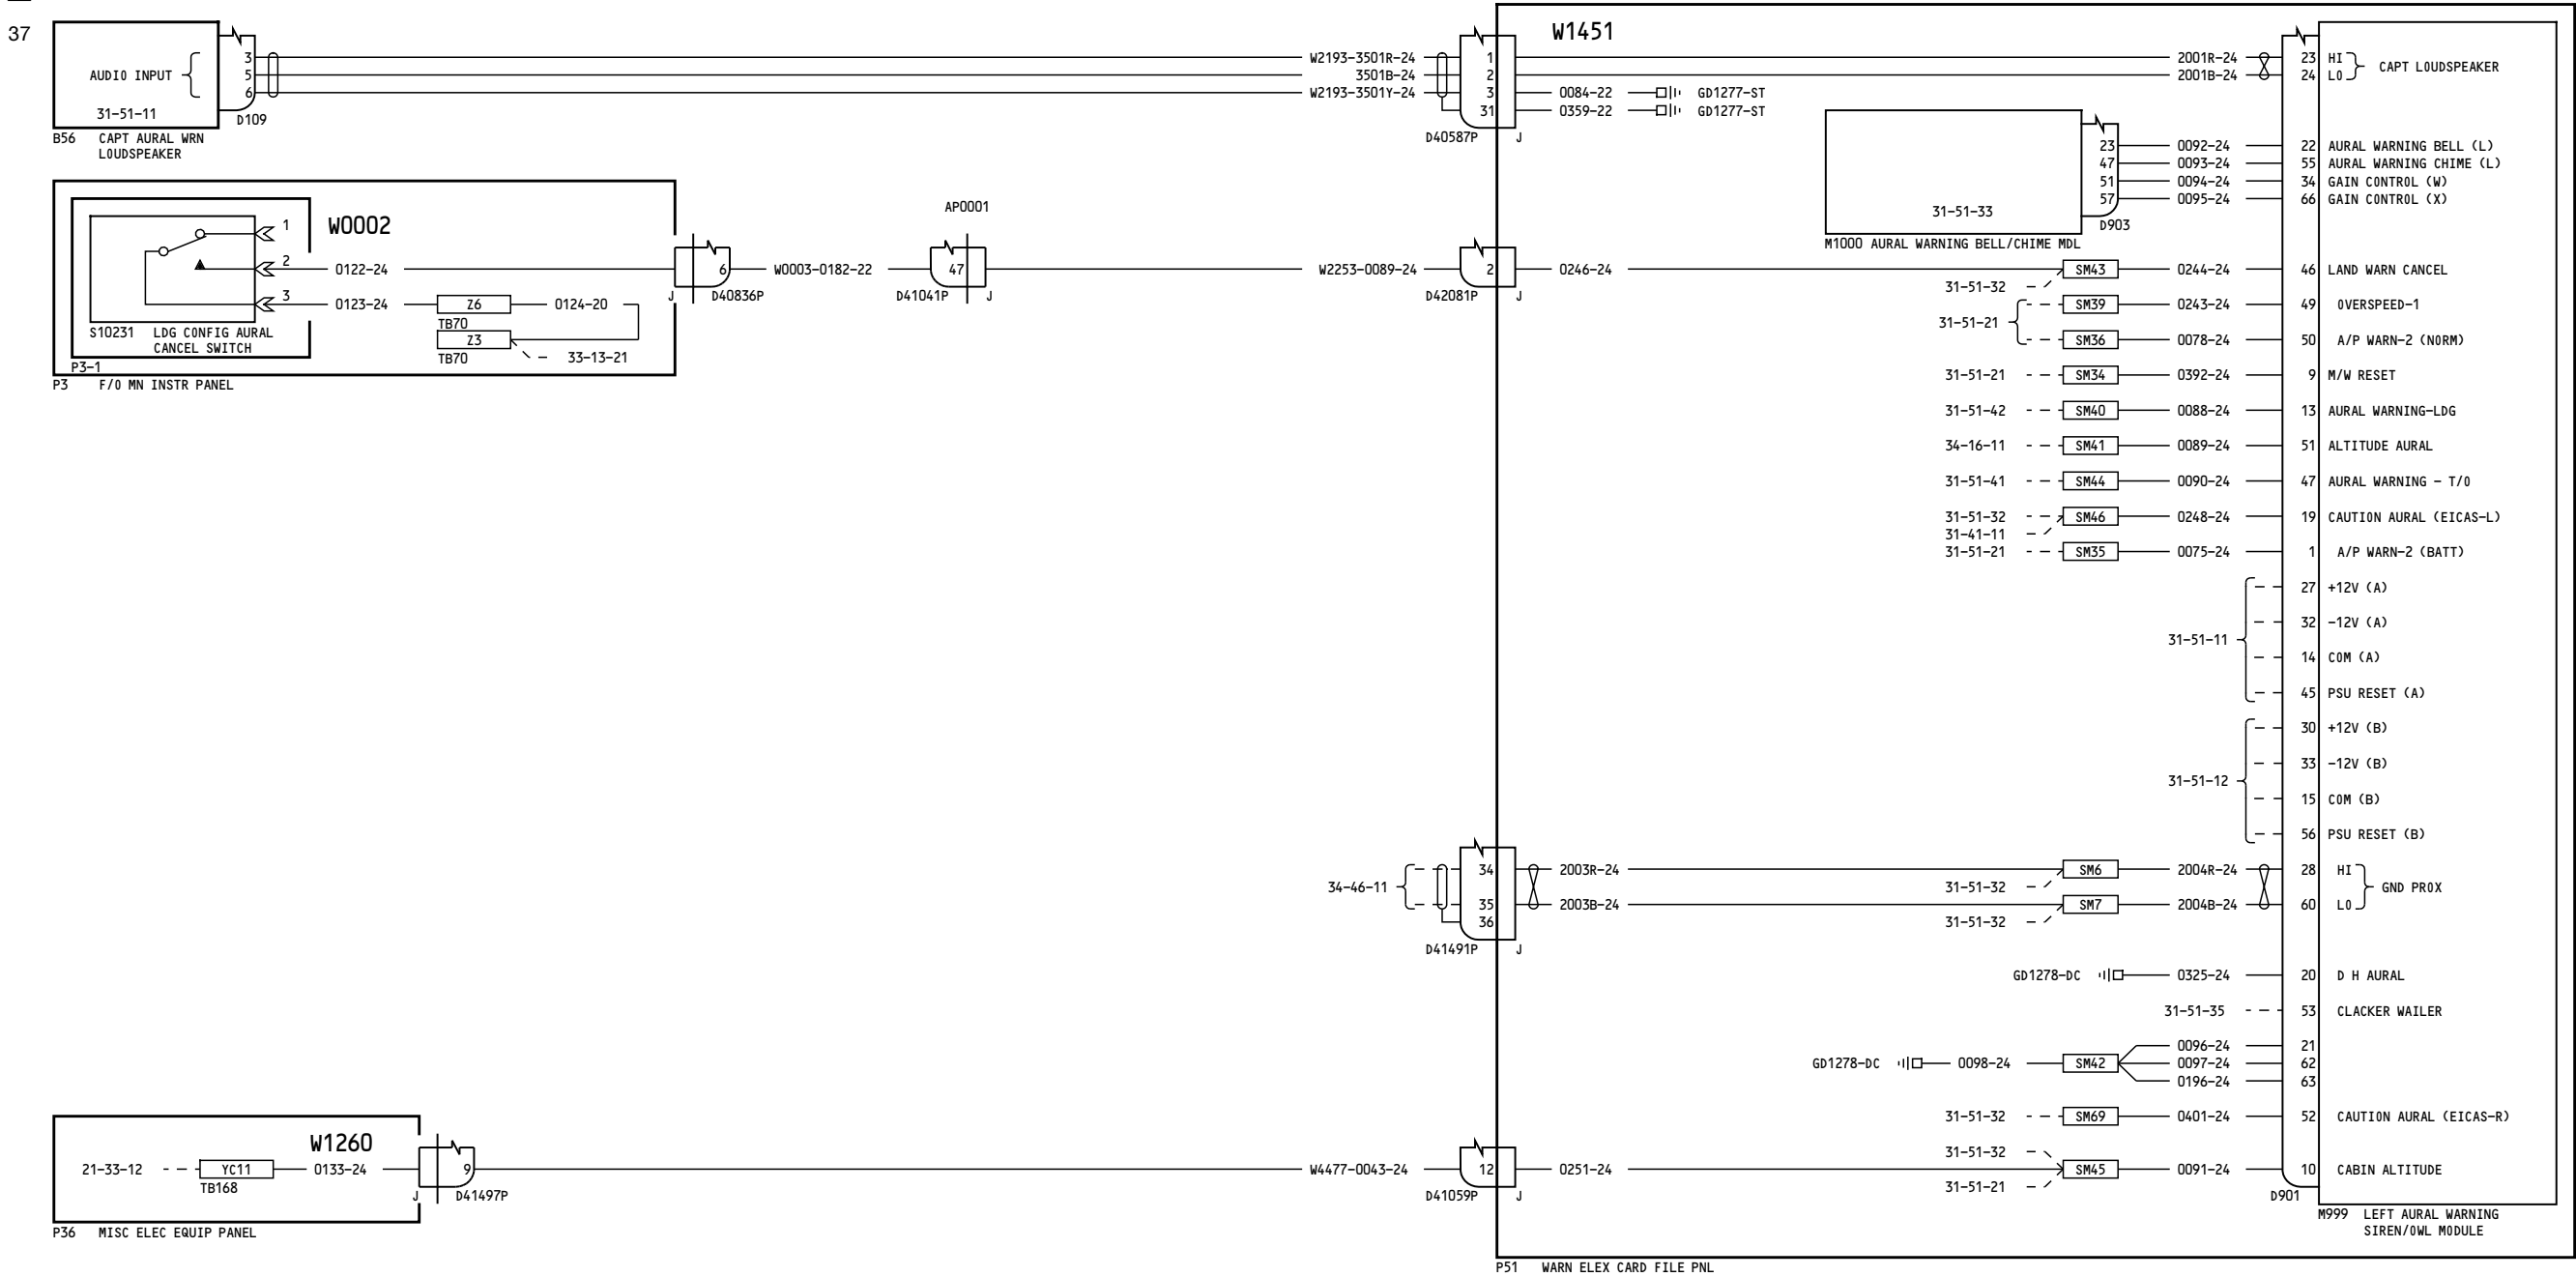 37
AUDIO INPUT
31-51-11
3
5
6
D109
B56 CAPT AURAL WRN
LOUDSPEAKER
W2193-3501R-24
3501B-24
W2193-3501Y-24
1
2
3
31
D40587P
J
W1451
0084-22
0359-22
GD1277-ST
GD1277-ST
2001R-24
2001B-24
23 HI
24 LO
CAPT LOUDSPEAKER
31-51-33
23
47
51
57
D903
M1000 AURAL WARNING BELL/CHIME MDL
0092-24 22 AURAL WARNING BELL (L)
0093-24 55 AURAL WARNING CHIME (L)
0094-24 34 GAIN CONTROL (W)
0095-24 66 GAIN CONTROL (X)
W0002
1
2
3
0122-24
0123-24
Z6
TB70
0124-20
Z3
TB70
33-13-21
S10231 LDG CONFIG AURAL
CANCEL SWITCH
P3-1
P3 F/O MN INSTR PANEL
J
6
D40836P
W0003-0182-22
AP0001
47
D41041P
J
W2253-0089-24
2
D42081P
J
0246-24
31-51-32
SM43 0244-24 46 LAND WARN CANCEL
31-51-21
SM39 0243-24 49 OVERSPEED-1
SM36 0078-24 50 A/P WARN-2 (NORM)
31-51-21 SM34 0392-24 9 M/W RESET
31-51-42 SM40 0088-24 13 AURAL WARNING-LDG
34-16-11 SM41 0089-24 51 ALTITUDE AURAL
31-51-41 SM44 0090-24 47 AURAL WARNING - T/O
31-51-32 SM46 0248-24 19 CAUTION AURAL (EICAS-L)
31-41-11
31-51-21 SM35 0075-24 1 A/P WARN-2 (BATT)
31-51-11
27 +12V (A)
32 -12V (A)
14 COM (A)
45 PSU RESET (A)
31-51-12
30 +12V (B)
33 -12V (B)
15 COM (B)
56 PSU RESET (B)
34-46-11
34
35
36
D41491P
J
2003R-24
31-51-32
SM6 2004R-24 28 HI
2003B-24
31-51-32
SM7 2004B-24 60 LO
GND PROX
GD1278-DC 0325-24 20 D H AURAL
31-51-35 53 CLACKER WAILER
GD1278-DC 0098-24 SM42
0096-24 21
0097-24 62
0196-24 63
31-51-32 SM69 0401-24 52 CAUTION AURAL (EICAS-R)
W1260
21-33-12 YC11 0133-24
TB168
J
9
D41497P
P36 MISC ELEC EQUIP PANEL
W4477-0043-24
12
D41059P
J
0251-24
31-51-32
31-51-21
SM45 0091-24 10 CABIN ALTITUDE
D901
M999 LEFT AURAL WARNING
SIREN/OWL MODULE
P51 WARN ELEX CARD FILE PNL